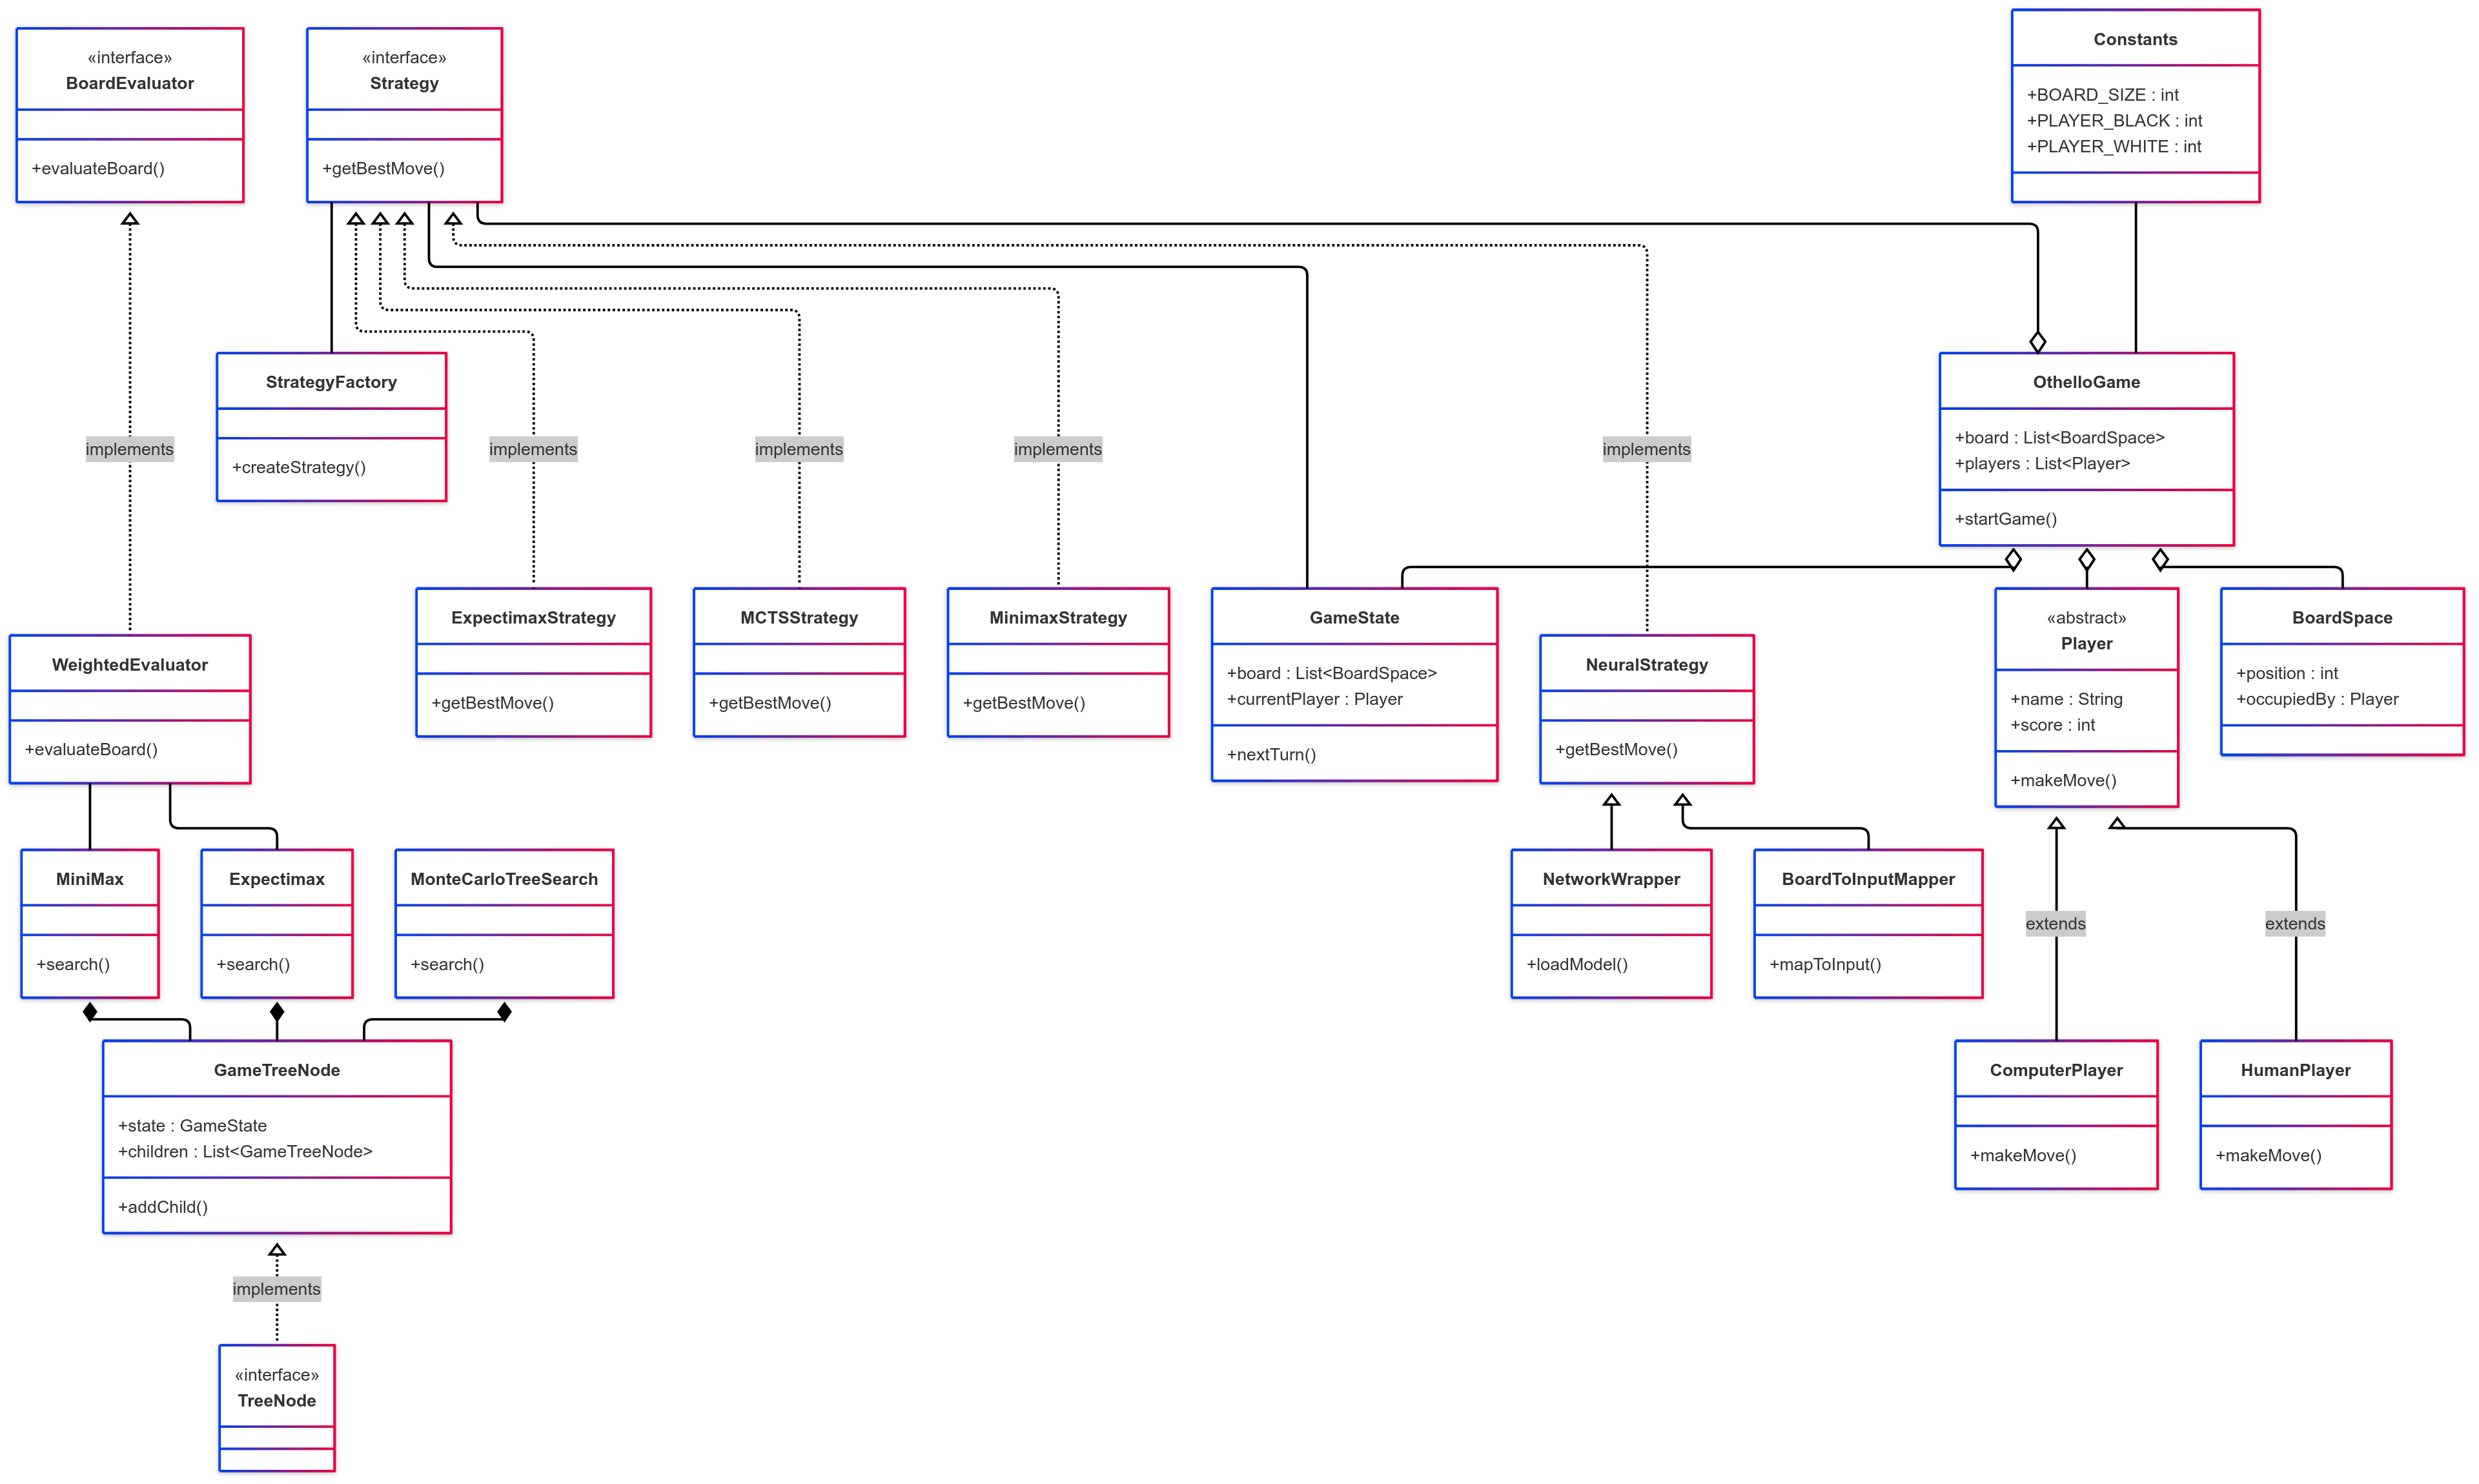 «interface»
BoardEvaluator
+evaluateBoard()
«interface»
Strategy
+getBestMove()
Constants
+BOARD_SIZE : int
+PLAYER_BLACK : int
+PLAYER_WHITE : int
StrategyFactory
+createStrategy()
OthelloGame
+board : List<BoardSpace>
+players : List<Player>
+startGame()
implements
implements
implements
implements
implements
WeightedEvaluator
+evaluateBoard()
ExpectimaxStrategy
+getBestMove()
MCTSStrategy
+getBestMove()
MinimaxStrategy
+getBestMove()
GameState
+board : List<BoardSpace>
+currentPlayer : Player
+nextTurn()
NeuralStrategy
+getBestMove()
«abstract»
Player
+name : String
+score : int
+makeMove()
BoardSpace
+position : int
+occupiedBy : Player
MiniMax
+search()
Expectimax
+search()
MonteCarloTreeSearch
+search()
NetworkWrapper
+loadModel()
BoardToInputMapper
+mapToInput()
extends
extends
GameTreeNode
+state : GameState
+children : List<GameTreeNode>
+addChild()
ComputerPlayer
+makeMove()
HumanPlayer
+makeMove()
implements
«interface»
TreeNode